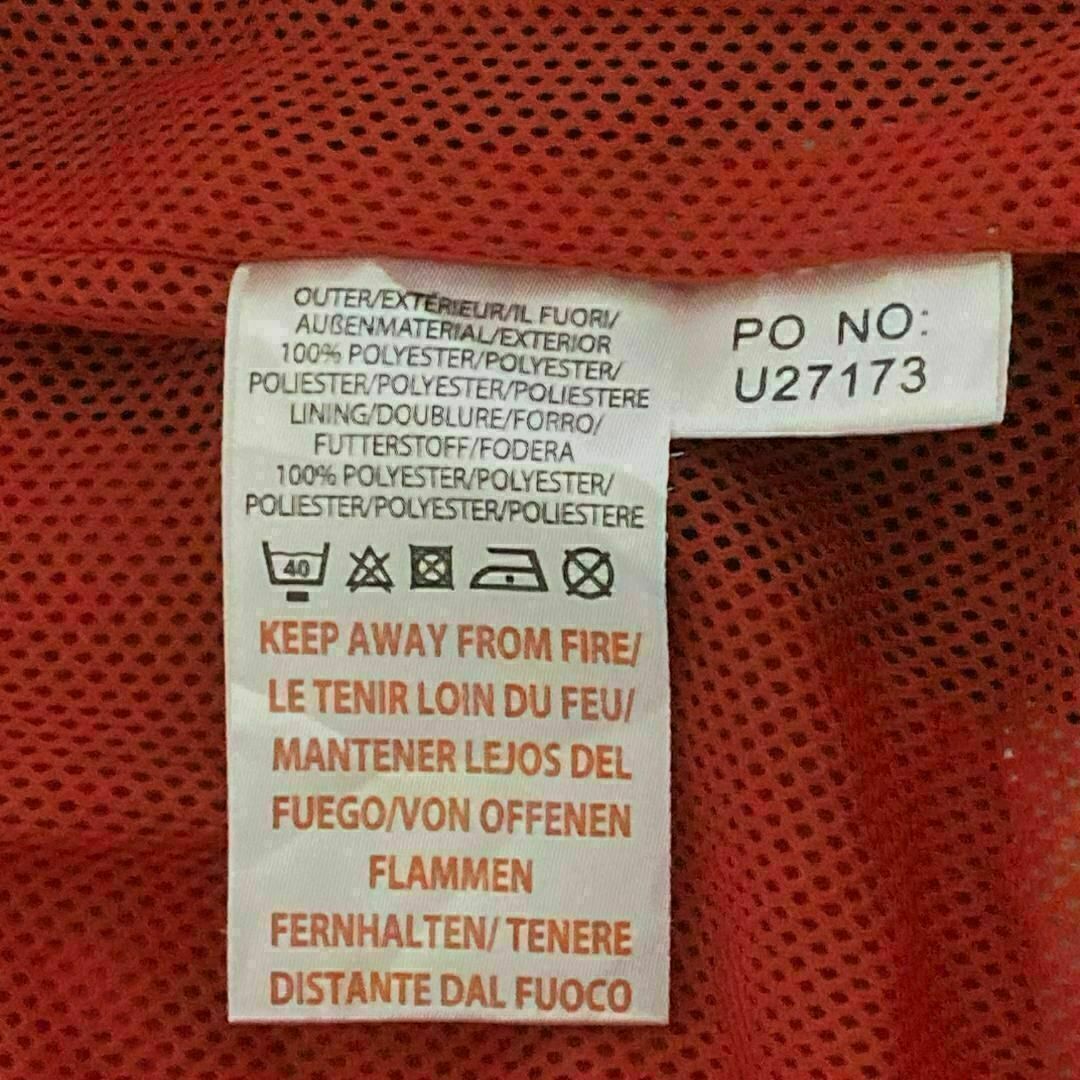 OUTER/EXTÉRIEUR/IL FUORI/
AUßENMATERIAL/EXTERIOR
100% POLYESTER/POLYESTER/
POLIESTER/POLYESTER/POLIESTERE
LINING/DOUBLURE/FORRO/
FUTTERSTOFF/FODERA
100% POLYESTER/POLYESTER/
POLIESTER/POLYESTER/POLIESTERE
40
KEEP AWAY FROM FIRE/
LE TENIR LOIN DU FEU/
MANTENER LEJOS DEL
FUEGO/VON OFFENEN
FLAMMEN
FERNHALTEN/ TENERE
DISTANTE DAL FUOCO
PO NO:
U27173